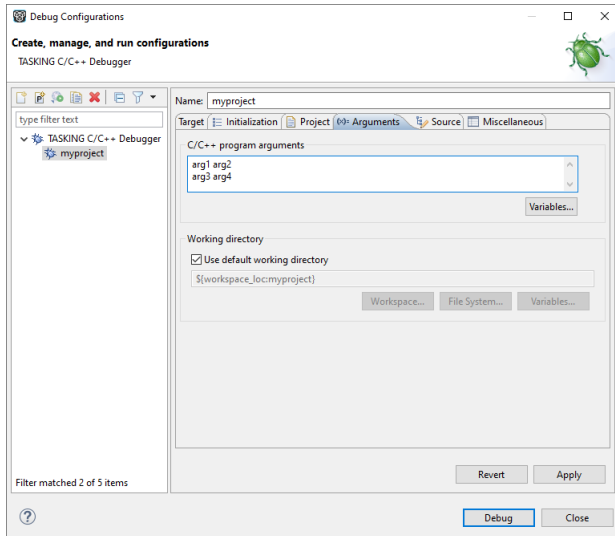 Debug Configurations
Create, manage, and run configurations
TASKING C/C++ Debugger
type filter text
TASKING C/C++ Debugger
myproject
Filter matched 2 of 5 items
Name: myproject
Target Initialization Project (x)= Arguments Source Miscellaneous
C/C++ program arguments
arg1 arg2
arg3 arg4
Variables...
Working directory
Use default working directory
${workspace_loc:myproject}
Workspace... File System... Variables...
Revert Apply
Debug Close